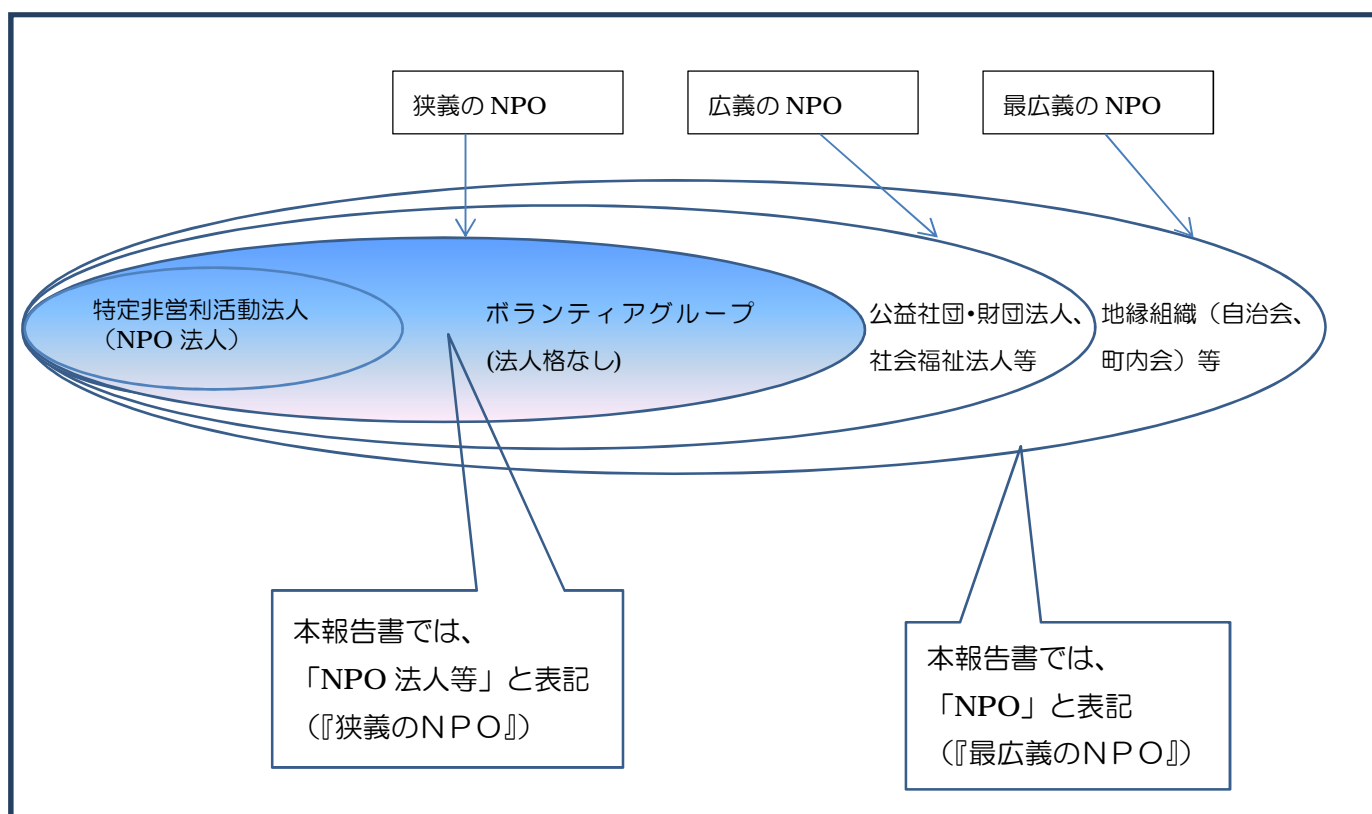 狭義の NPO
広義の NPO
最広義の NPO
特定非営利活動法人
（NPO 法人）
ボランティアグループ
(法人格なし)
公益社団・財団法人、
社会福祉法人等
地縁組織（自治会、
町内会）等
本報告書では、
「NPO 法人等」と表記
（『狭義のＮＰＯ』）
本報告書では、
「NPO」と表記
（『最広義のＮＰＯ』）